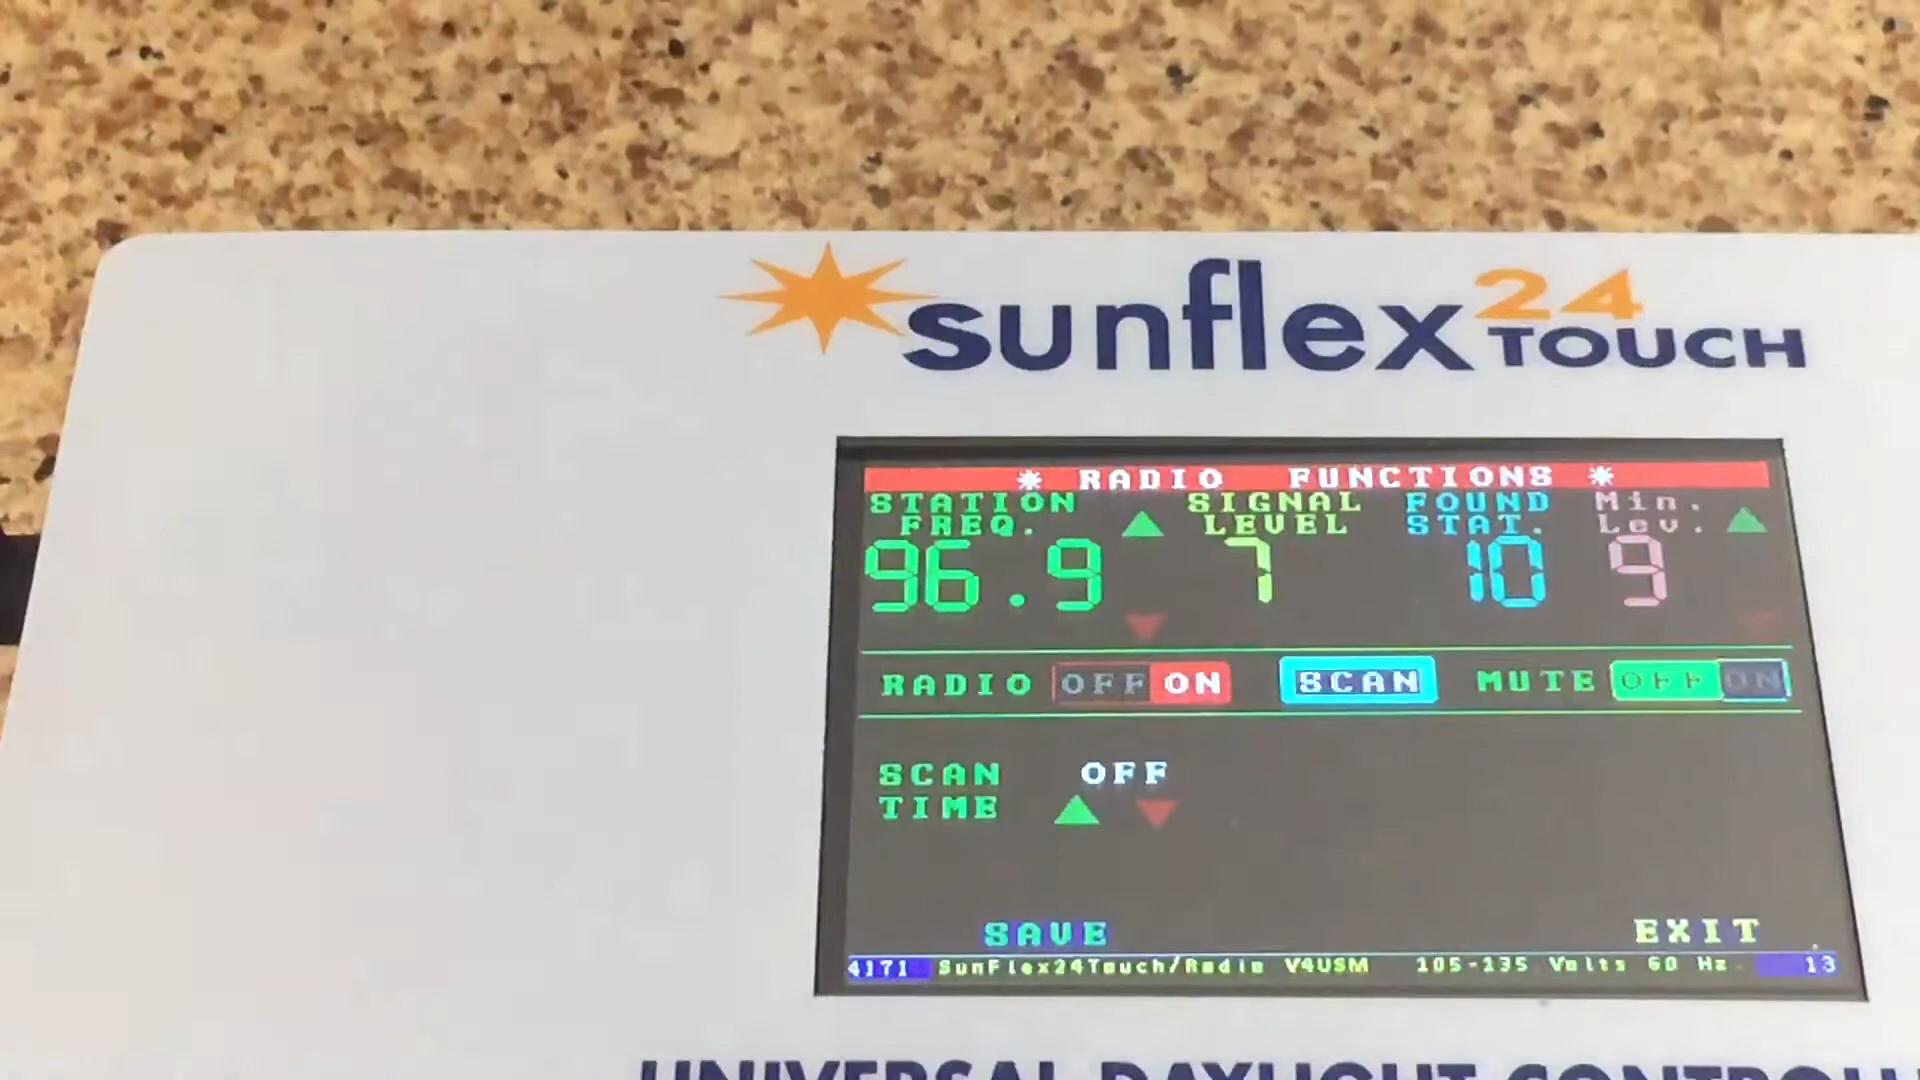 sunflex 24 TOUCH
* RADIO FUNCTIONS *
STATION FREQ. SIGNAL LEVEL FOUND STAT. Min. Lev.
96.9 7 10 9
RADIO OFF ON SCAN MUTE OFF ON
SCAN TIME OFF
SAVE EXIT
4171 SunFlex24Touch/Radio V4USM 105-135 Volts 60 Hz 13
UNIVERSAL DAYLIGHT